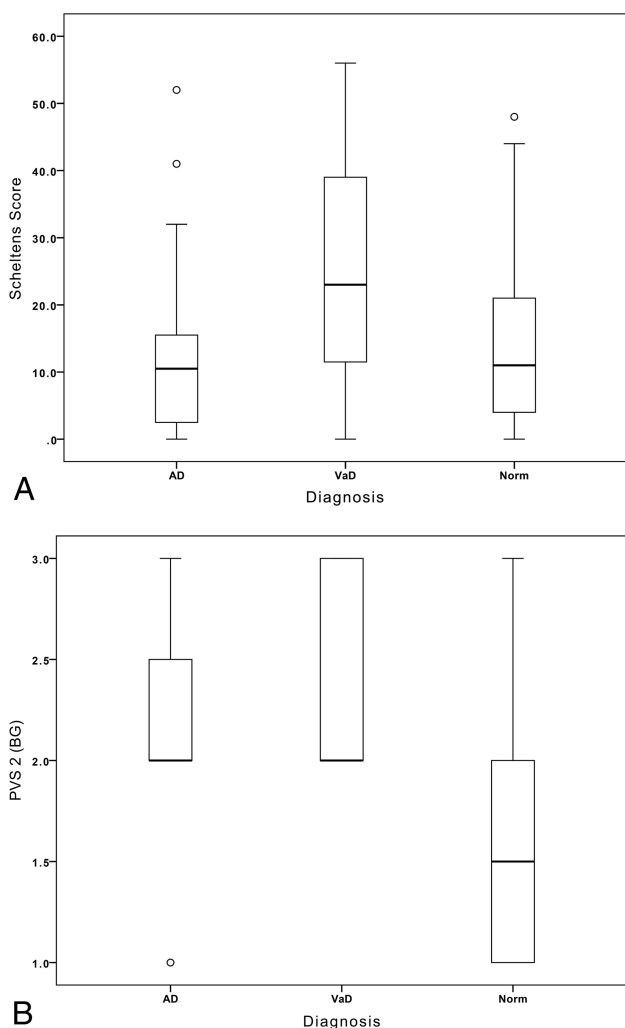 60.0
50.0
40.0
30.0
20.0
10.0
.0
Scheltens Score
AD VaD Norm
Diagnosis
A
3.0
2.5
2.0
1.5
1.0
PVS 2 (BG)
AD VaD Norm
Diagnosis
B